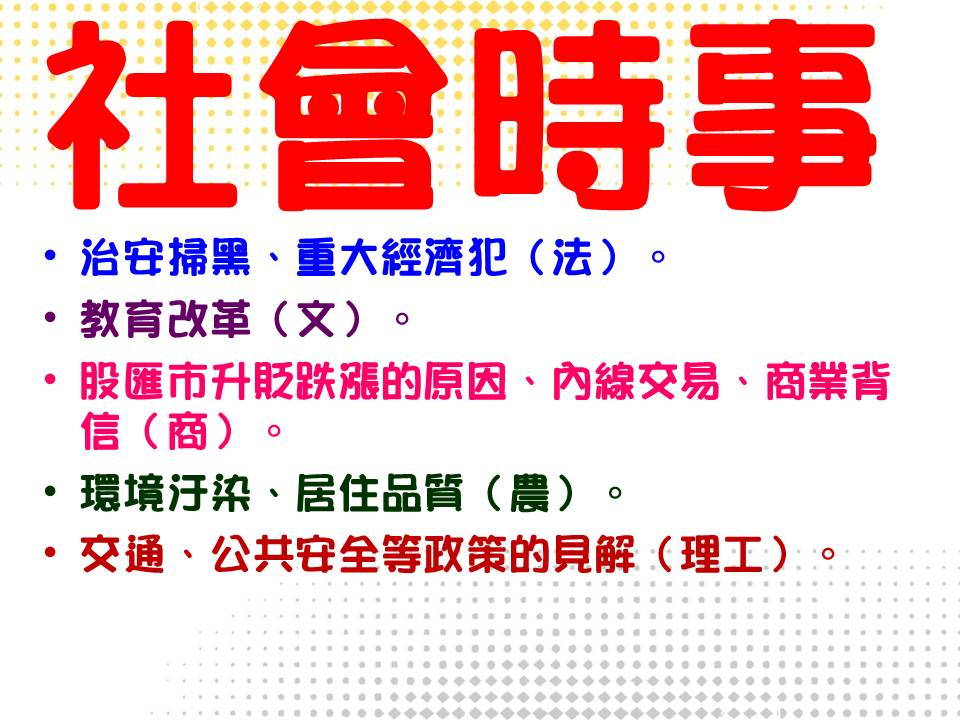 社會時事
• 治安掃黑、重大經濟犯（法）。
• 教育改革（文）。
• 股匯市升貶跌漲的原因、內線交易、商業背
信（商）。
• 環境汙染、居住品質（農）。
• 交通、公共安全等政策的見解（理工）。